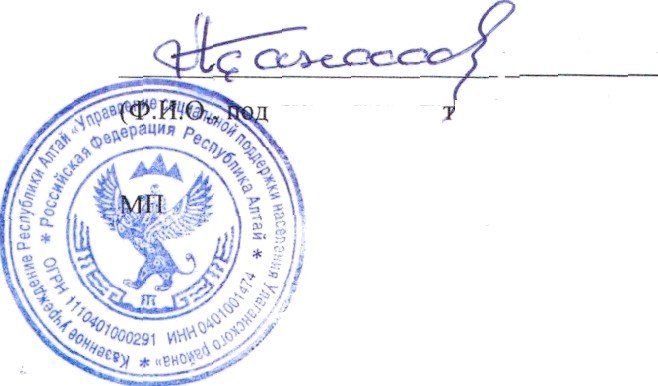 (Ф.И.О., под т
МП
Казенное учреждение Республики Алтай «Управление социальной поддержки населения Улаганского района» *
* Российская Федерация Республика Алтай *
ОГРН 1110401000291 ИНН 0401001474